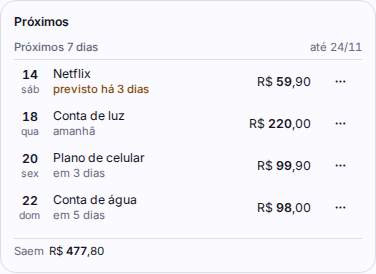 Próximos
Próximos 7 dias até 24/11
14 Netflix R$ 59,90 ...
sáb previsto há 3 dias
18 Conta de luz R$ 220,00 ...
qua amanhã
20 Plano de celular R$ 99,90 ...
sex em 3 dias
22 Conta de água R$ 98,00 ...
dom em 5 dias
Saem R$ 477,80